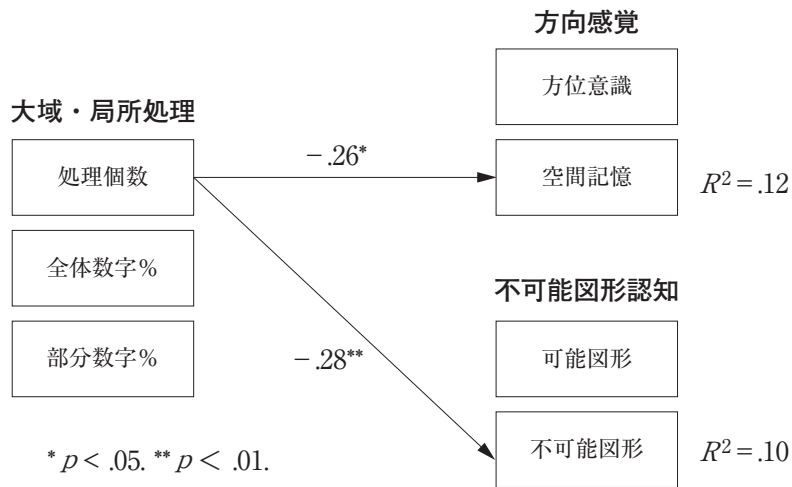 方向感覚
方位意識
大域・局所処理
処理個数
－.26*
空間記憶
R²＝.12
全体数字％
不可能図形認知
部分数字％
－.28**
可能図形
不可能図形
R²＝.10
* p < .05. ** p < .01.